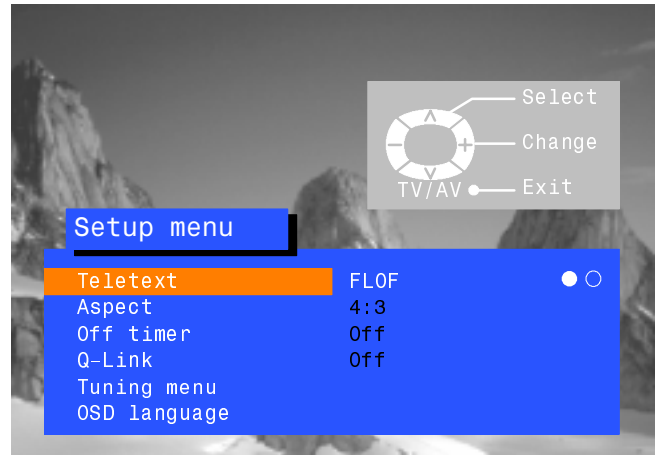 Select
Change
TV/AV Exit
Setup menu
Teletext FLOF
Aspect 4:3
Off timer Off
Q–Link Off
Tuning menu
OSD language